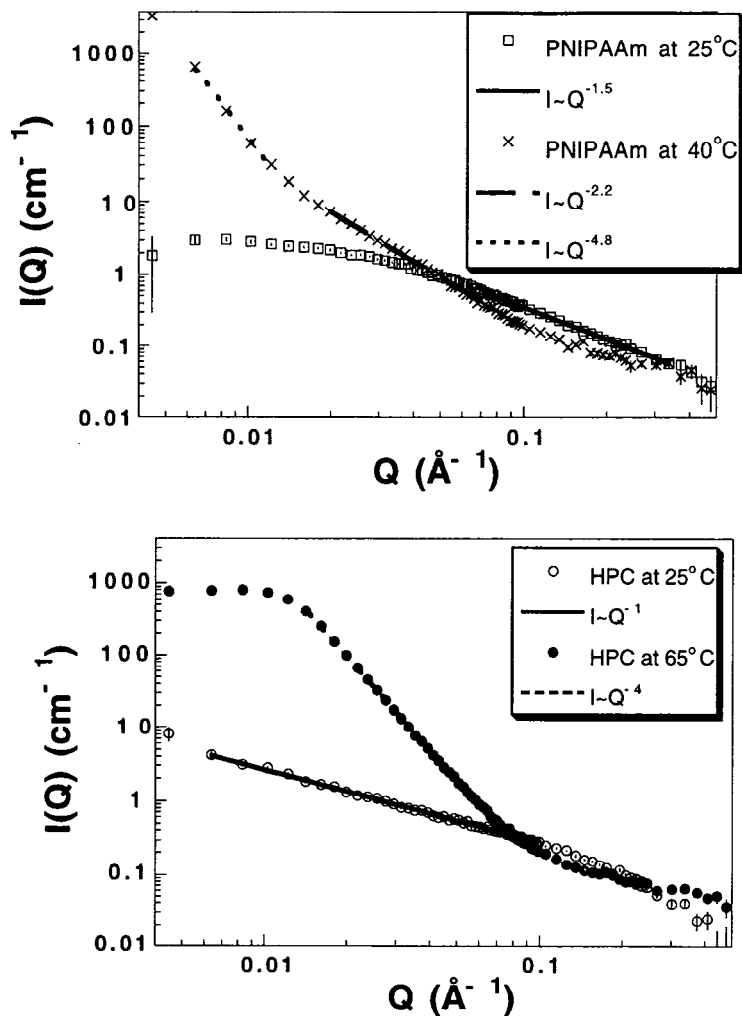 1000
100
10
1
0.1
0.01
I(Q) (cm⁻¹)
PNIPAAm at 25°C
I~Q⁻¹·⁵
PNIPAAm at 40°C
I~Q⁻²·²
I~Q⁻⁴·⁸
0.01 0.1
Q (Å⁻¹)
1000
100
10
1
0.1
0.01
I(Q) (cm⁻¹)
HPC at 25°C
I~Q⁻¹
HPC at 65°C
I~Q⁻⁴
0.01 0.1
Q (Å⁻¹)